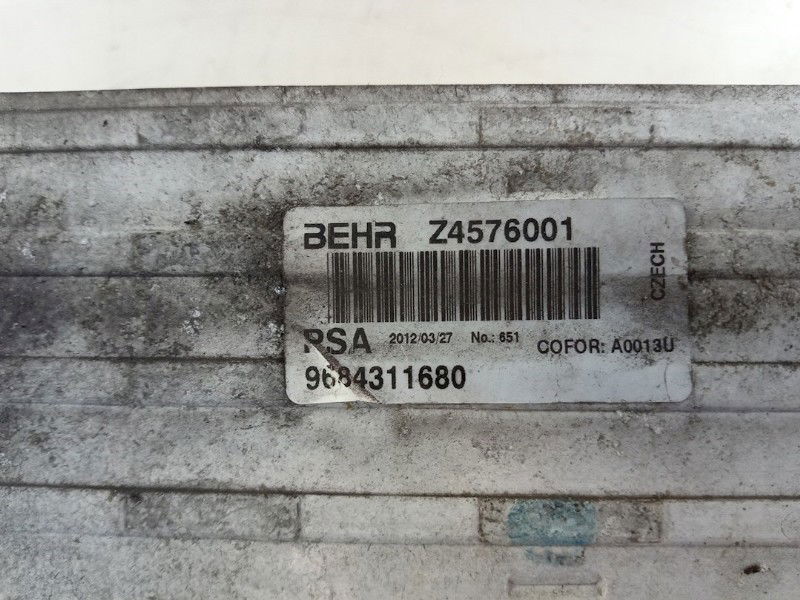 BEHR Z4576001
CZECH
PSA 2012/03/27 No.: 651 COFOR: A0013U
9684311680